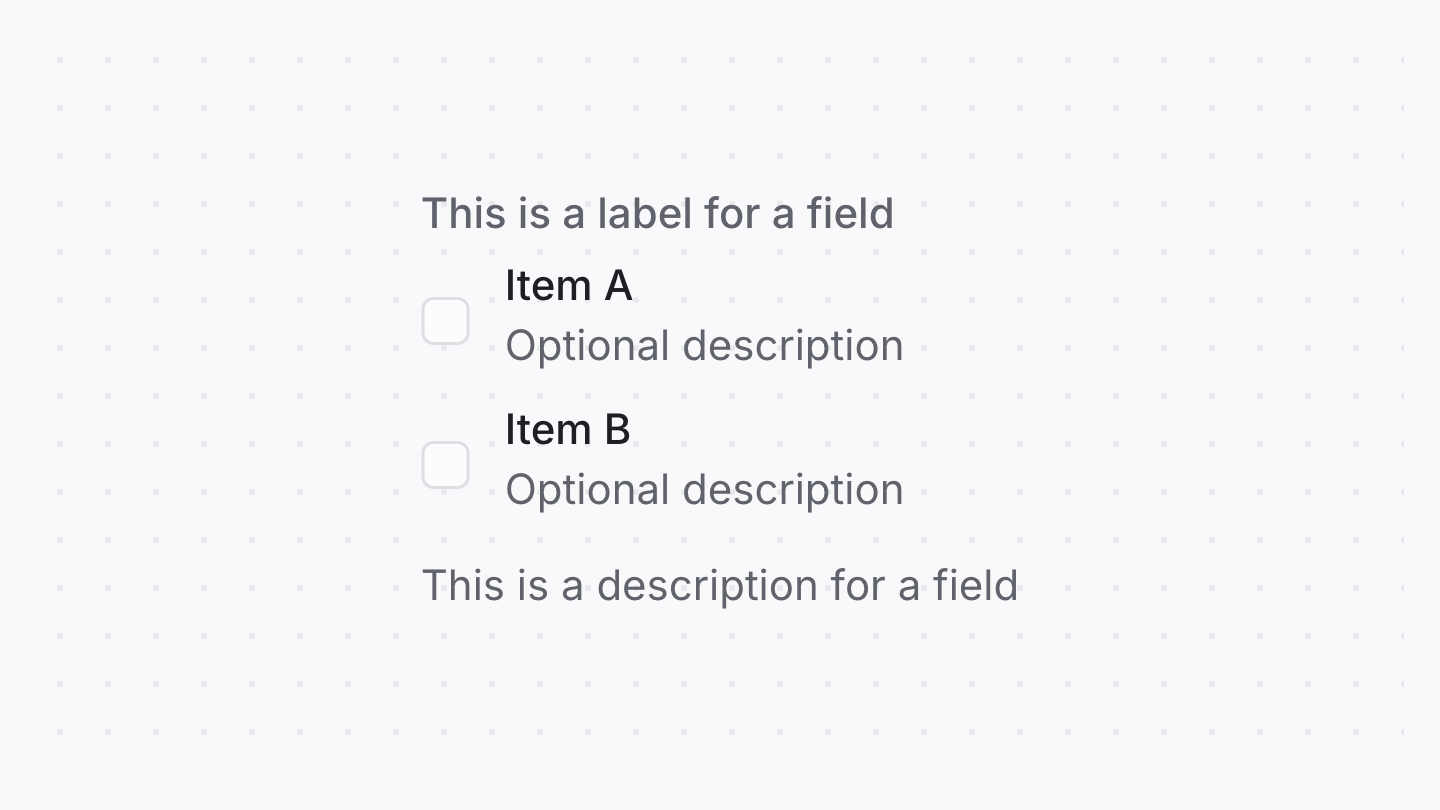 This is a label for a field
Item A
Optional description
Item B
Optional description
This is a description for a field